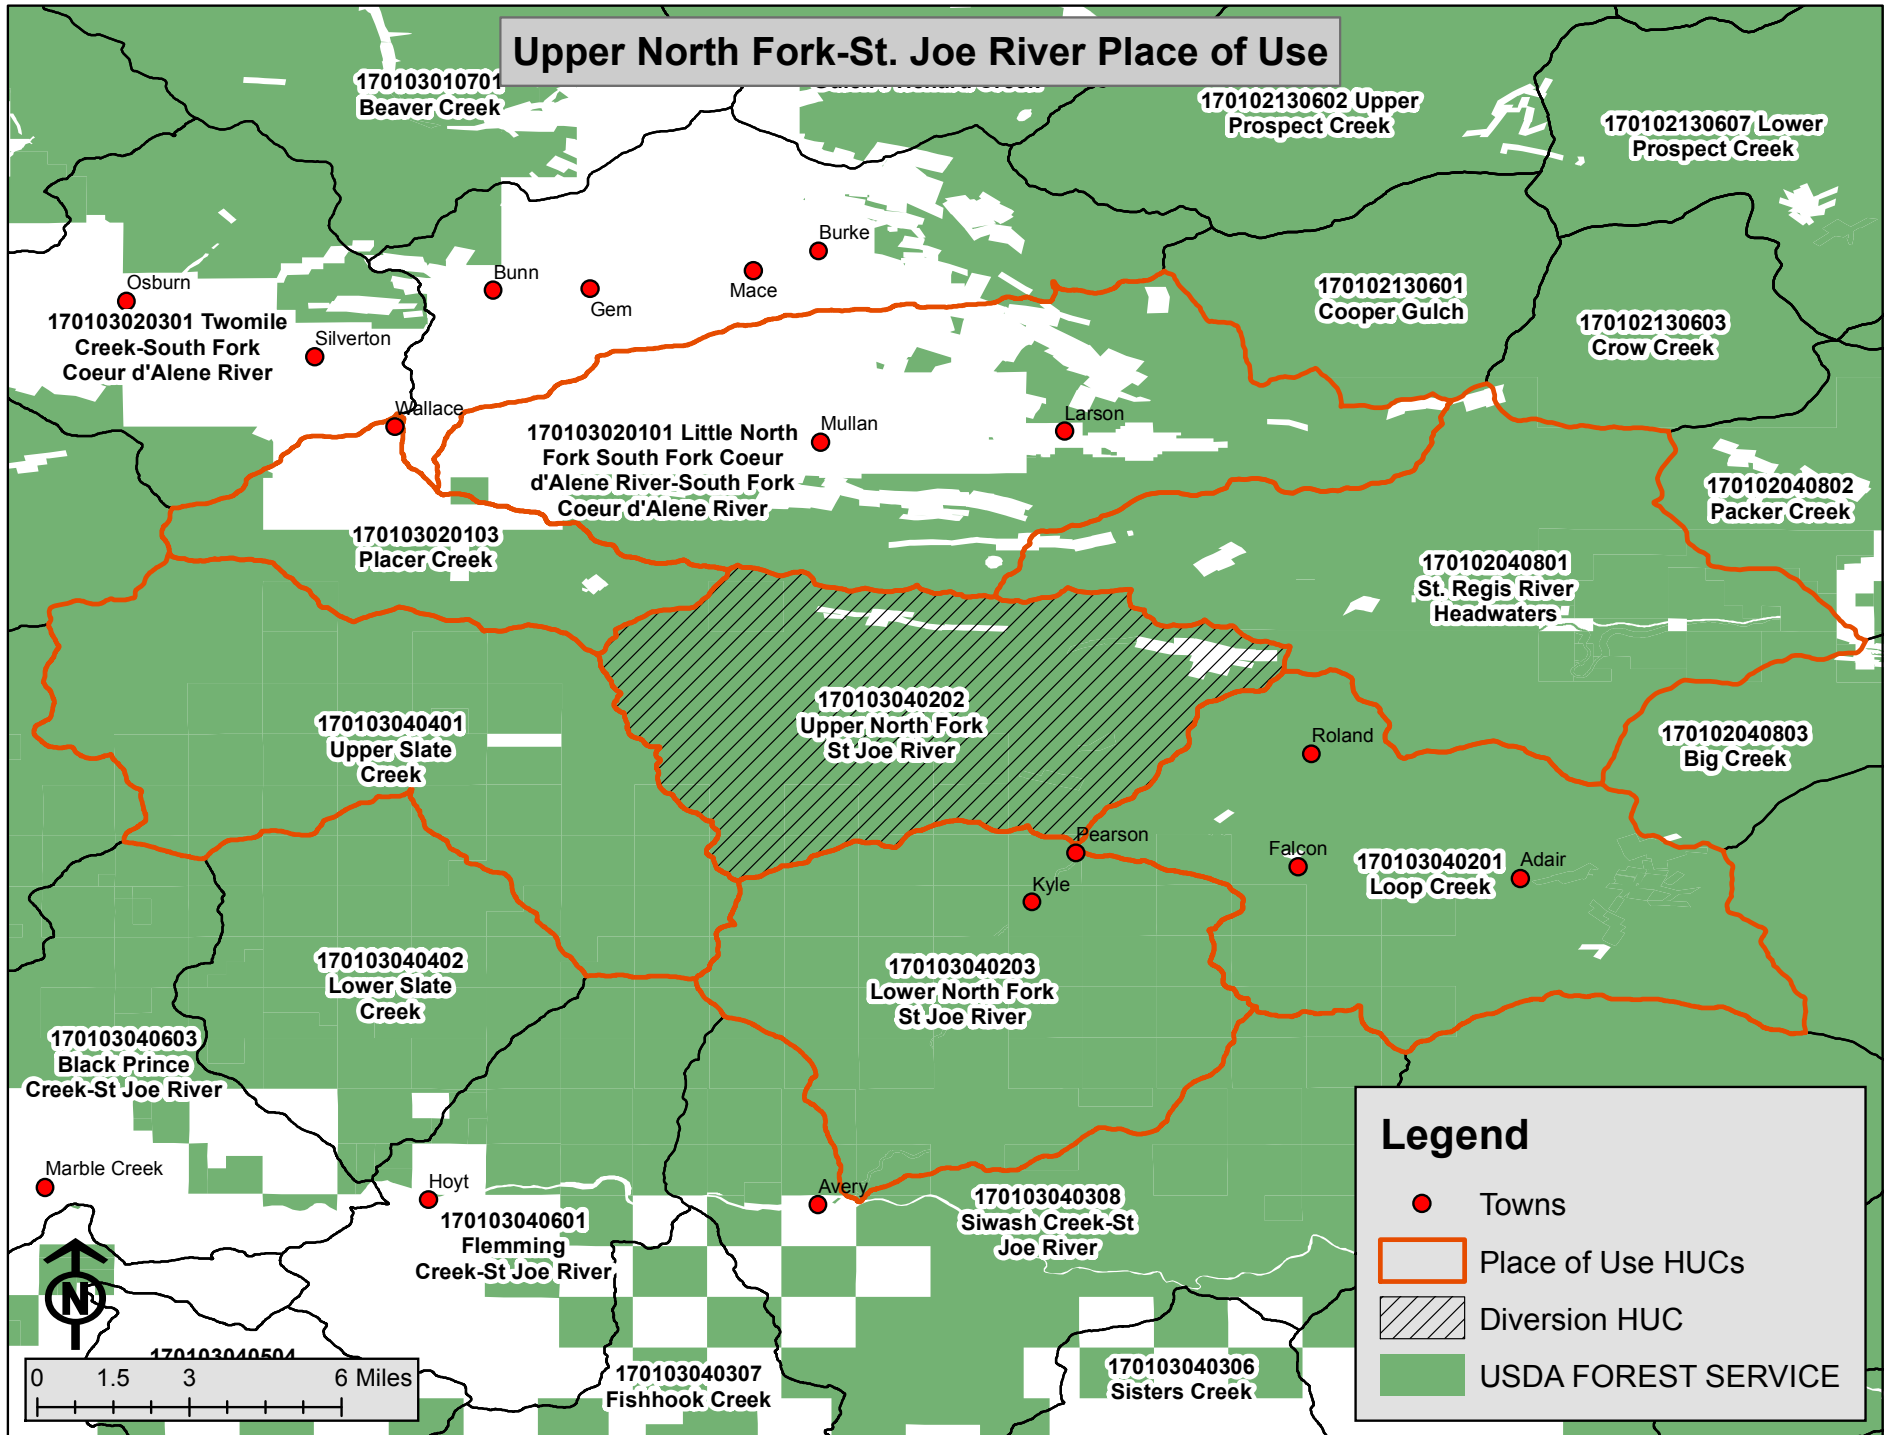 Upper North Fork-St. Joe River Place of Use
170103010701
Beaver Creek
170102130602 Upper
Prospect Creek
170102130607 Lower
Prospect Creek
Burke
Osburn
Bunn
Mace
Gem
170102130601
Cooper Gulch
170102130603
Crow Creek
170103020301 Twomile
Creek-South Fork
Coeur d'Alene River
Silverton
Wallace
170103020101 Little North
Fork South Fork Coeur
d'Alene River-South Fork
Coeur d'Alene River
Mullan
Larson
170102040802
Packer Creek
170103020103
Placer Creek
170102040801
St. Regis River
Headwaters
170103040401
Upper Slate
Creek
170103040202
Upper North Fork
St Joe River
Roland
170102040803
Big Creek
Pearson
Falcon
170103040201
Loop Creek
Adair
Kyle
170103040402
Lower Slate
Creek
170103040203
Lower North Fork
St Joe River
170103040603
Black Prince
Creek-St Joe River
Marble Creek
Hoyt
Avery
170103040601
Flemming
Creek-St Joe River
170103040308
Siwash Creek-St
Joe River
N
170103040504
170103040307
Fishhook Creek
170103040306
Sisters Creek
0 1.5 3 6 Miles
Legend
Towns
Place of Use HUCs
Diversion HUC
USDA FOREST SERVICE